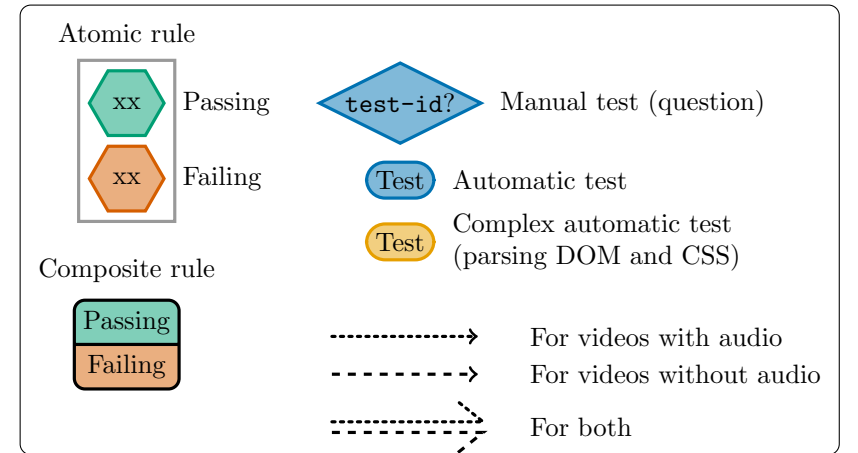 Atomic rule
xx
Passing
xx
Failing
test-id?
Manual test (question)
Test
Automatic test
Test
Complex automatic test
(parsing DOM and CSS)
Composite rule
Passing
Failing
For videos with audio
For videos without audio
For both